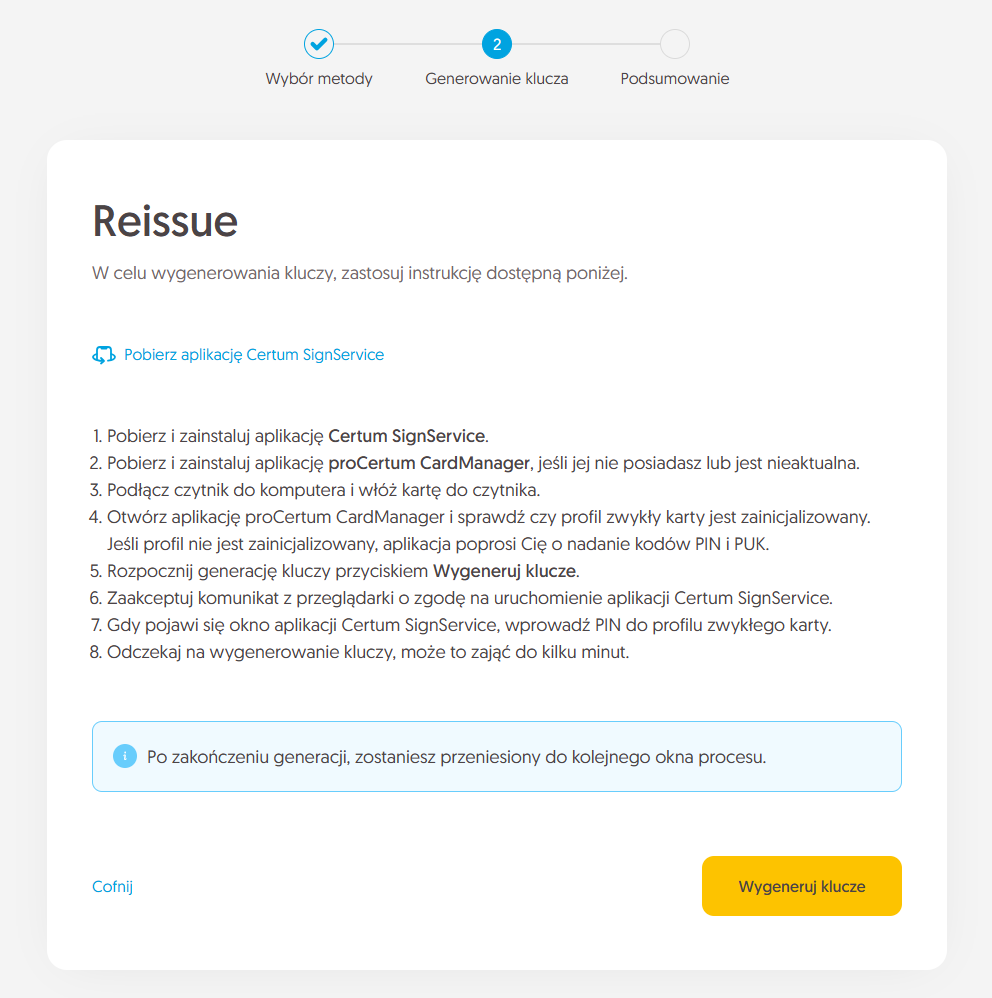 2
Wybór metody
Generowanie klucza
Podsumowanie
Reissue
W celu wygenerowania kluczy, zastosuj instrukcję dostępną poniżej.
Pobierz aplikację Certum SignService
1. Pobierz i zainstaluj aplikację Certum SignService.
2. Pobierz i zainstaluj aplikację proCertum CardManager, jeśli jej nie posiadasz lub jest nieaktualna.
3. Podłącz czytnik do komputera i włóż kartę do czytnika.
4. Otwórz aplikację proCertum CardManager i sprawdź czy profil zwykły karty jest zainicjalizowany.
Jeśli profil nie jest zainicjalizowany, aplikacja poprosi Cię o nadanie kodów PIN i PUK.
5. Rozpocznij generację kluczy przyciskiem Wygeneruj klucze.
6. Zaakceptuj komunikat z przeglądarki o zgodę na uruchomienie aplikacji Certum SignService.
7. Gdy pojawi się okno aplikacji Certum SignService, wprowadź PIN do profilu zwykłego karty.
8. Odczekaj na wygenerowanie kluczy, może to zająć do kilku minut.
i Po zakończeniu generacji, zostaniesz przeniesiony do kolejnego okna procesu.
Cofnij
Wygeneruj klucze